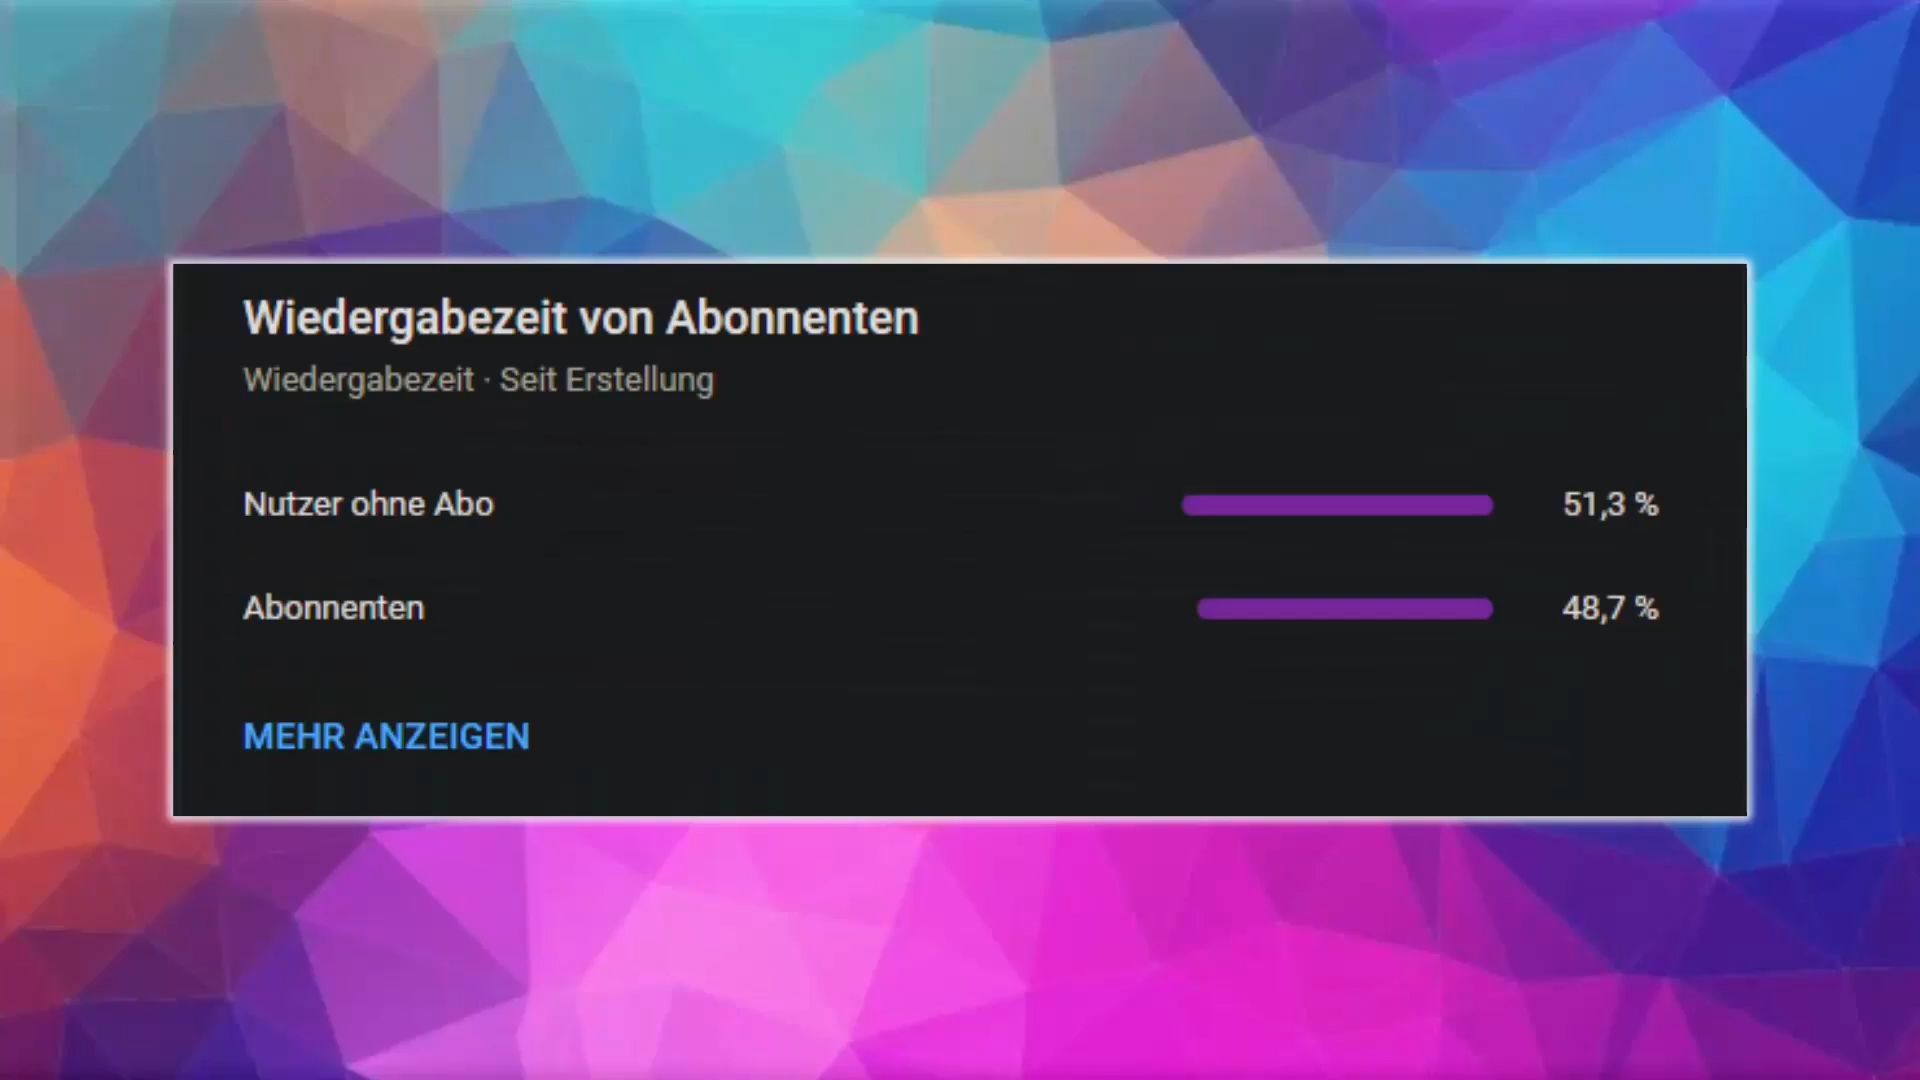 Wiedergabezeit von Abonnenten
Wiedergabezeit · Seit Erstellung
Nutzer ohne Abo 51,3 %
Abonnenten 48,7 %
MEHR ANZEIGEN